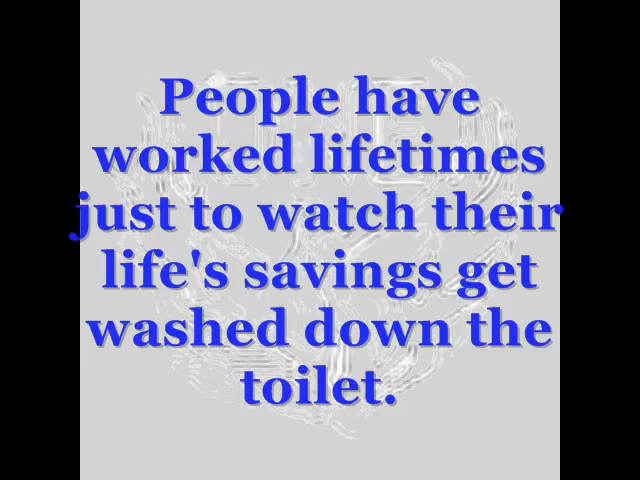 People have
worked lifetimes
just to watch their
life's savings get
washed down the
toilet.